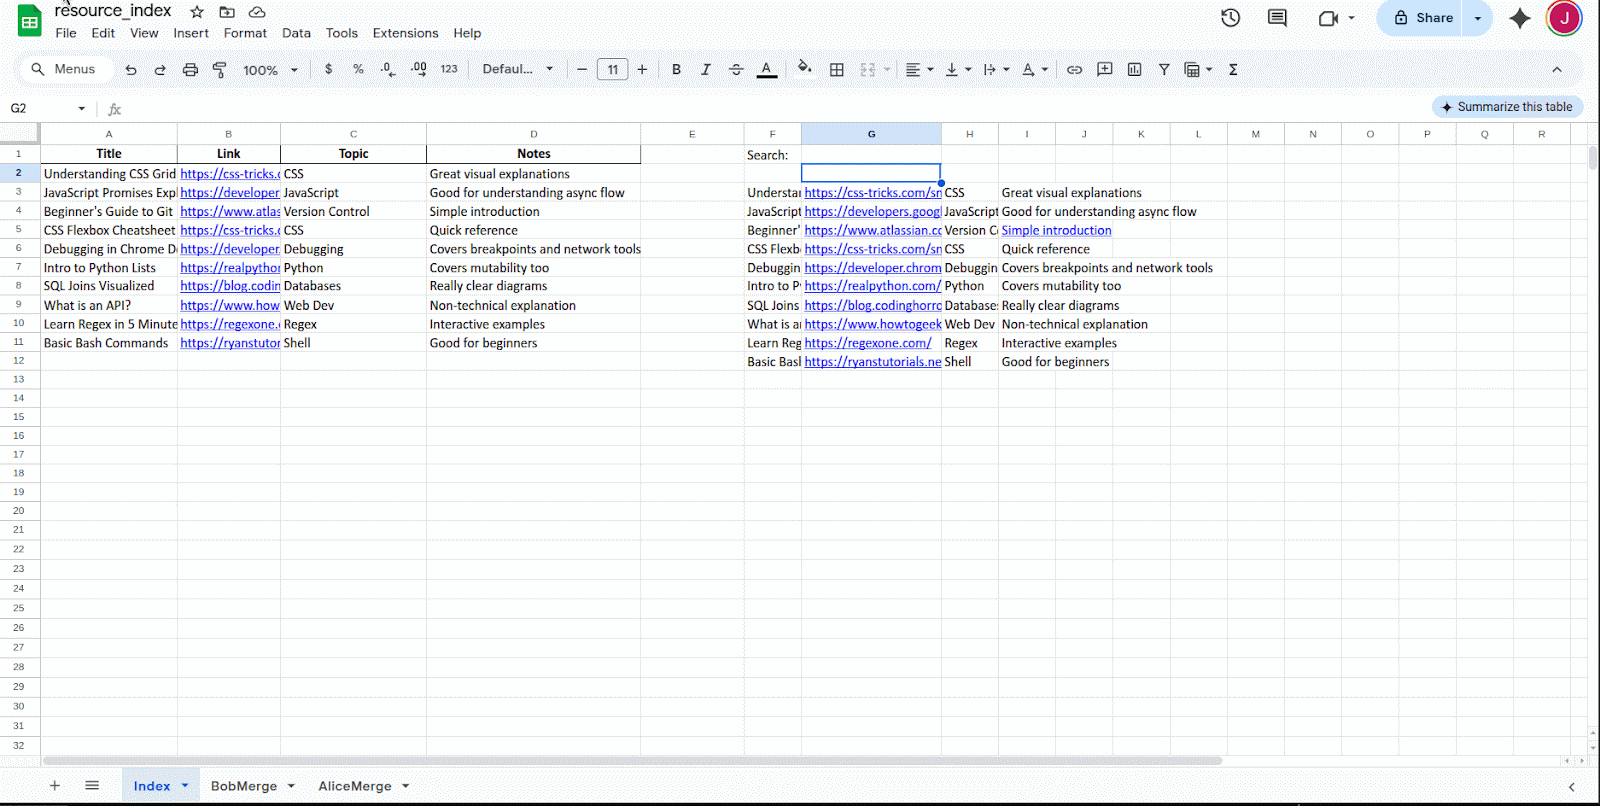 resource_index
File Edit View Insert Format Data Tools Extensions Help
Share
J
Menus 100% $ % .0 .00 123 Defaul... − 11 + B I S A Σ
G2 fx Summarize this table
A B C D E F G H I J K L M N O P Q R
1 Title Link Topic Notes Search:
2 Understanding CSS Grid https://css-tricks.c CSS Great visual explanations
3 JavaScript Promises Expl https://developer JavaScript Good for understanding async flow Understan https://css-tricks.com/sn CSS Great visual explanations
4 Beginner's Guide to Git https://www.atlas Version Control Simple introduction JavaScript https://developers.googl JavaScript Good for understanding async flow
5 CSS Flexbox Cheatsheet https://css-tricks.c CSS Quick reference Beginner' https://www.atlassian.co Version C Simple introduction
6 Debugging in Chrome D https://developer Debugging Covers breakpoints and network tools CSS Flexb https://css-tricks.com/sn CSS Quick reference
7 Intro to Python Lists https://realpythor Python Covers mutability too Debuggin https://developer.chrom Debuggin Covers breakpoints and network tools
8 SQL Joins Visualized https://blog.codin Databases Really clear diagrams Intro to P https://realpython.com/ Python Covers mutability too
9 What is an API? https://www.how Web Dev Non-technical explanation SQL Joins https://blog.codinghorro Database Really clear diagrams
10 Learn Regex in 5 Minute https://regexone. Regex Interactive examples What is a https://www.howtogeek Web Dev Non-technical explanation
11 Basic Bash Commands https://ryanstutor Shell Good for beginners Learn Reg https://regexone.com/ Regex Interactive examples
12 Basic Bas https://ryanstutorials.ne Shell Good for beginners
13
14
15
16
17
18
19
20
21
22
23
24
25
26
27
28
29
30
31
32
+ Index BobMerge AliceMerge